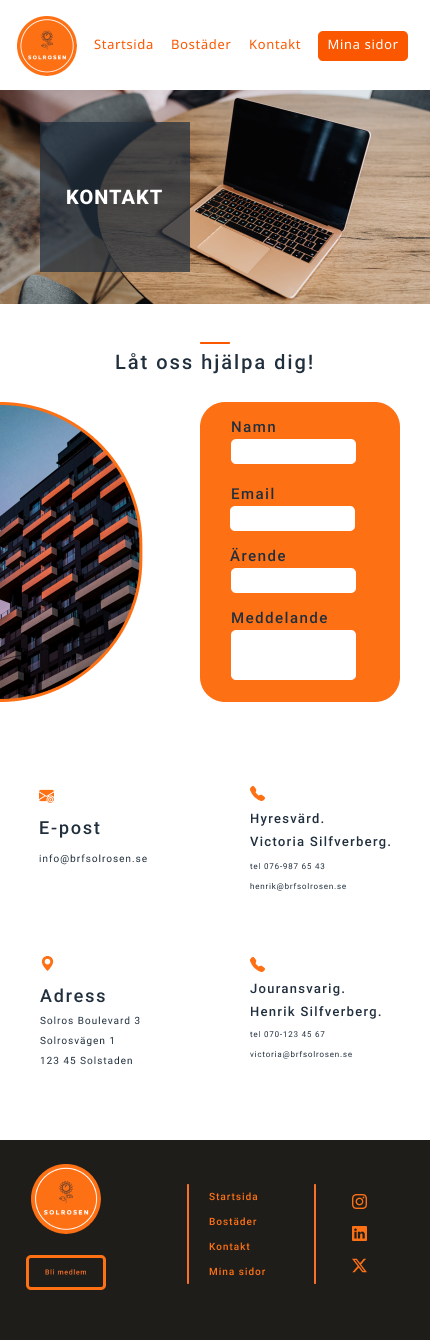 SOLROSEN
Startsida
Bostäder
Kontakt
Mina sidor
KONTAKT
Låt oss hjälpa dig!
Namn
Email
Ärende
Meddelande
E-post
info@brfsolrosen.se
Hyresvärd.
Victoria Silfverberg.
tel 076-987 65 43
henrik@brfsolrosen.se
Adress
Solros Boulevard 3
Solrosvägen 1
123 45 Solstaden
Jouransvarig.
Henrik Silfverberg.
tel 070-123 45 67
victoria@brfsolrosen.se
SOLROSEN
Bli medlem
Startsida
Bostäder
Kontakt
Mina sidor